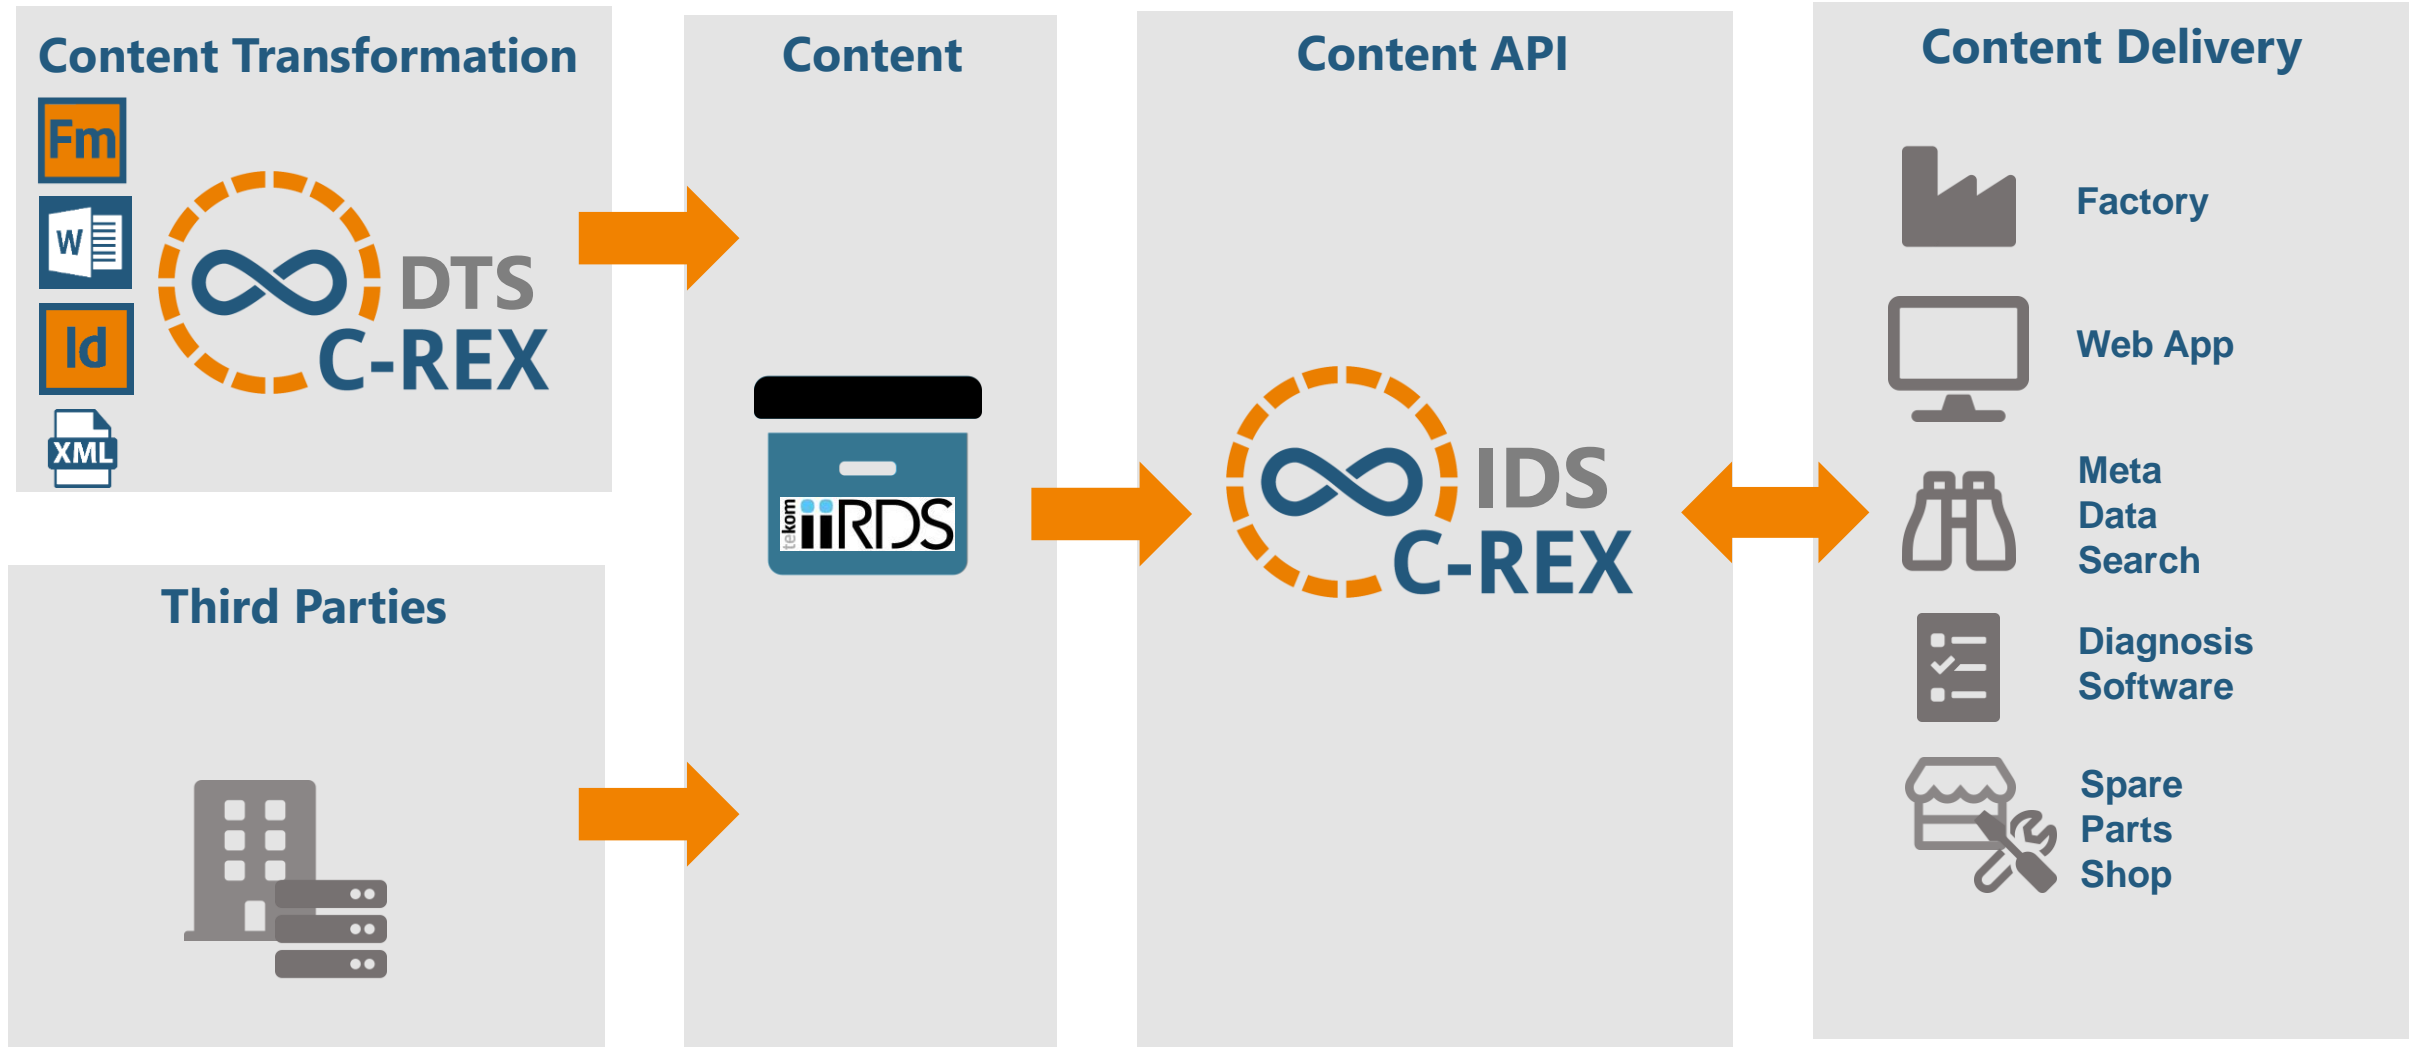 Content Transformation
Fm
W
Id
XML
DTS
C-REX
Third Parties
Content
tekom
iiRDS
Content API
IDS
C-REX
Content Delivery
Factory
Web App
Meta
Data
Search
Diagnosis
Software
Spare
Parts
Shop